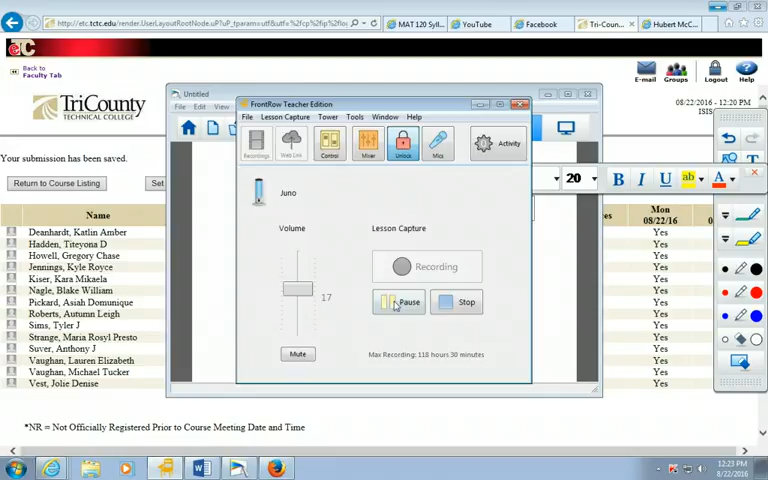 http://etc.tctc.edu/render.UserLayoutRootNode.uP?uP_tparam=utf&utf=
MAT 120 Syll...
YouTube
Facebook
Tri-Coun...
Hubert McC...
eTC
Back to
Faculty Tab
E-mail
Groups
Logout
Help
TriCounty
TECHNICAL COLLEGE
08/22/2016 - 12:20 PM
ISIS
Your submission has been saved.
Return to Course Listing
Set
Untitled
File Edit View
FrontRow Teacher Edition
File Lesson Capture Tower Tools Window Help
Recordings
Web Link
Control
Mixer
Unlock
Mics
Activity
20
B I U ab A
Juno
Volume
17
Mute
Lesson Capture
Recording
Pause
Stop
Max Recording: 118 hours 30 minutes
Name
Mon
08/22/16
Deanhardt, Katlin Amber
Yes
Hadden, Titeyona D
Yes
Howell, Gregory Chase
Yes
Jennings, Kyle Royce
Yes
Kiser, Kara Mikaela
Yes
Nagle, Blake William
Yes
Pickard, Asiah Domunique
Yes
Roberts, Autumn Leigh
Yes
Sims, Tyler J
Yes
Strange, Maria Rosyl Presto
Yes
Suver, Anthony J
Yes
Vaughan, Lauren Elizabeth
Yes
Vaughan, Michael Tucker
Yes
Vest, Jolie Denise
Yes
*NR = Not Officially Registered Prior to Course Meeting Date and Time
12:23 PM
8/22/2016